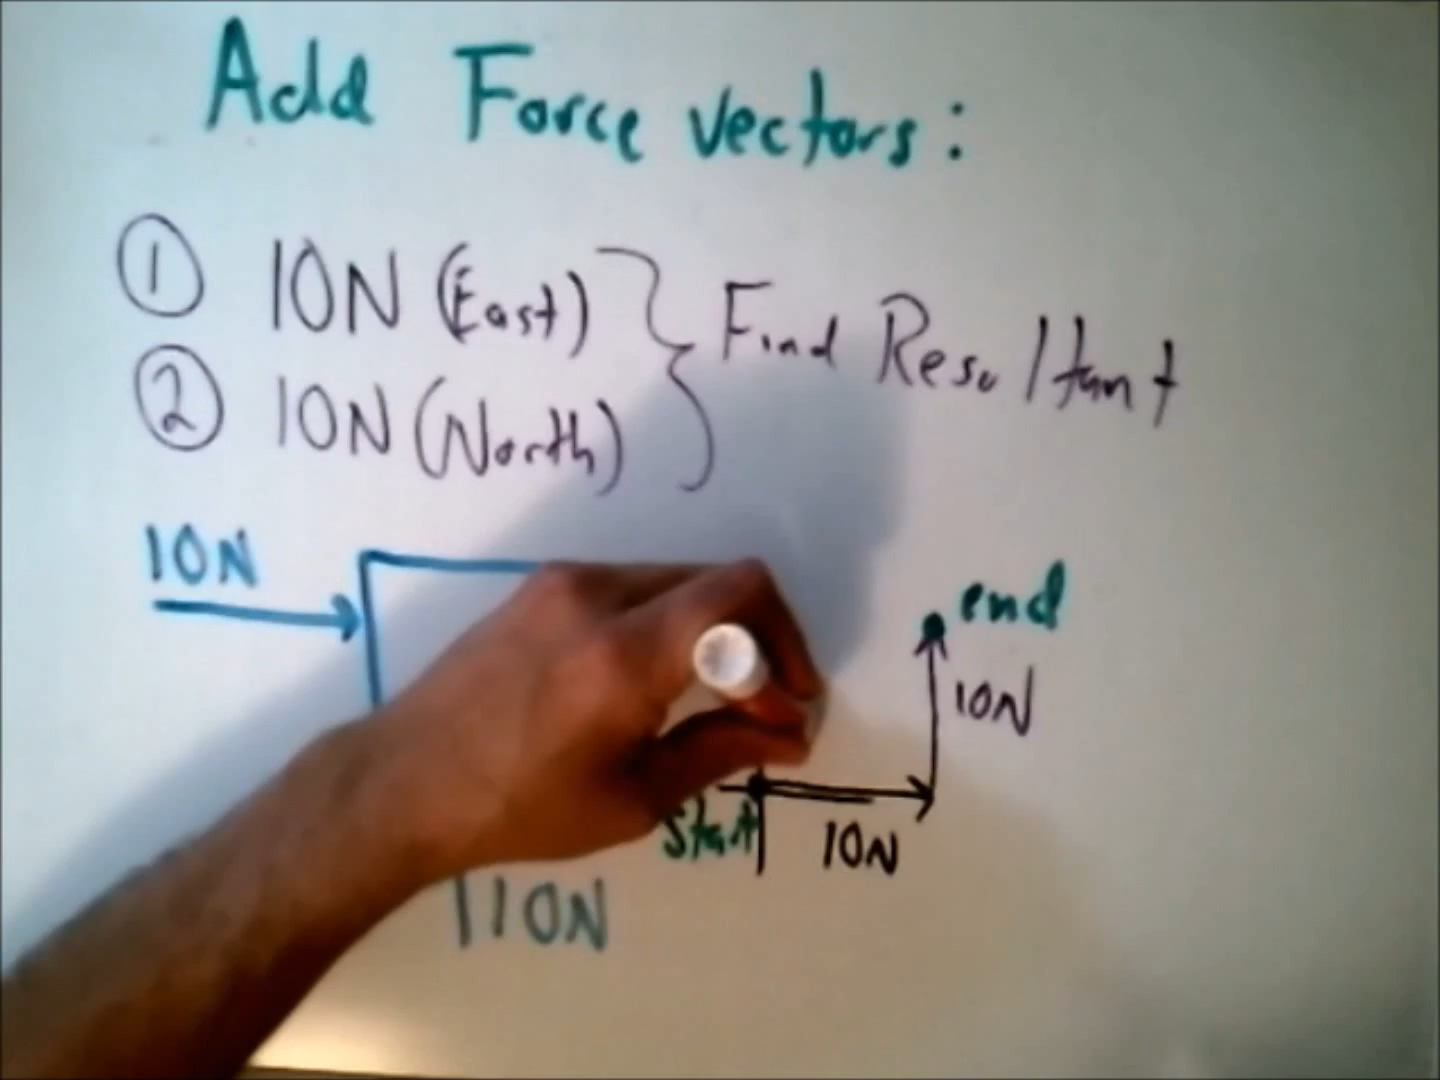 Add Force vectors:
① 10N (East)
② 10N (North)
Find Resultant
10N
end
10N
Start
10N
10N